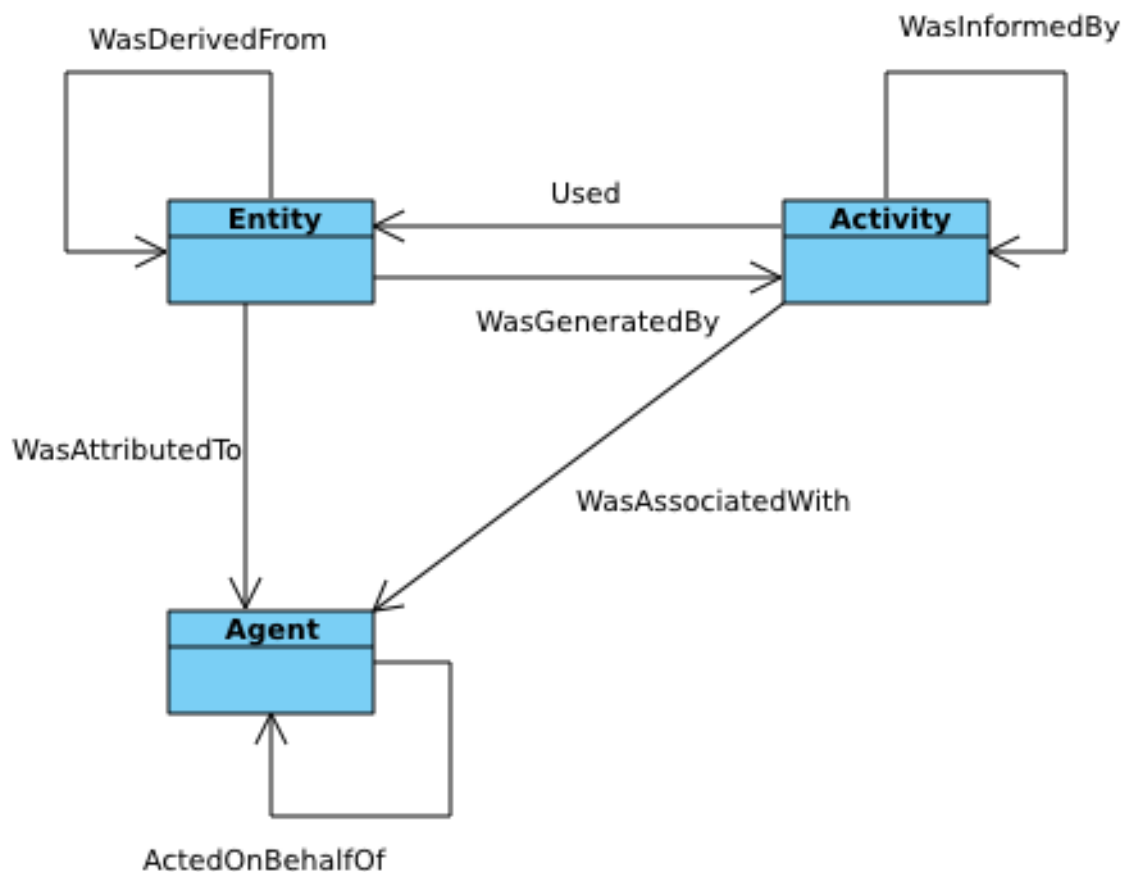 WasInformedBy
WasDerivedFrom
Used
Entity
Activity
WasGeneratedBy
WasAttributedTo
WasAssociatedWith
Agent
ActedOnBehalfOf